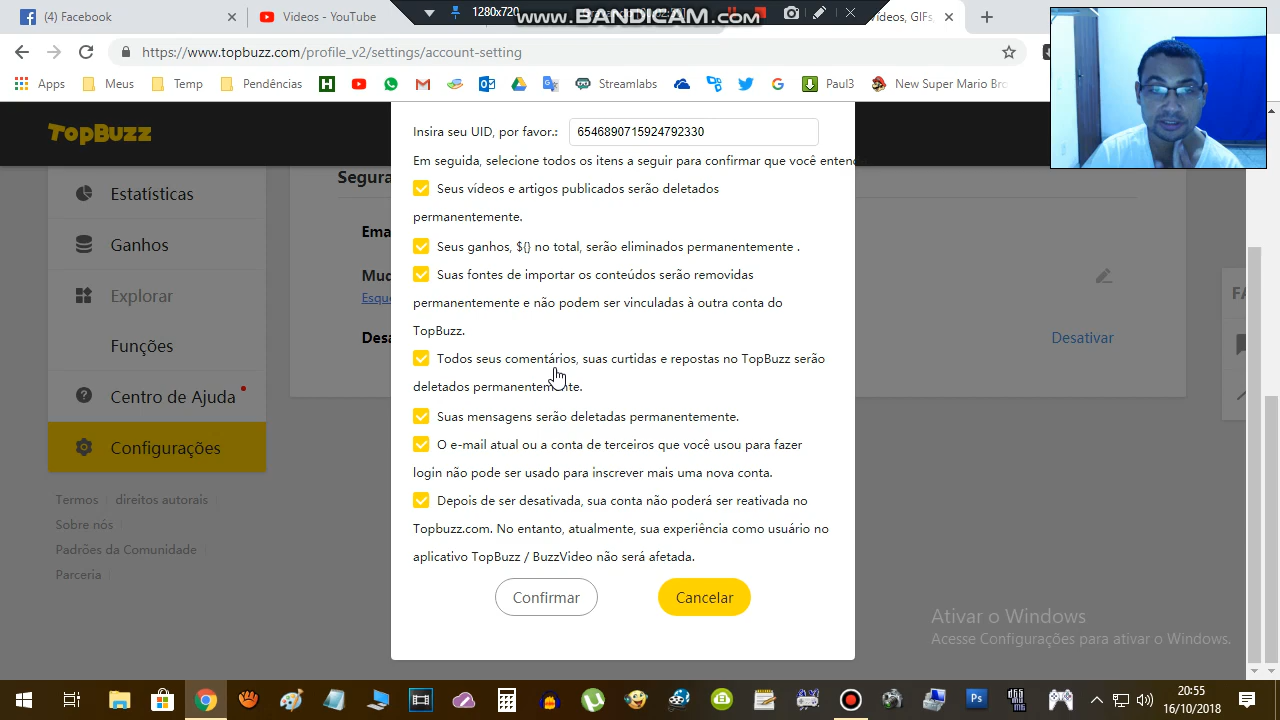 (4) Facebook
Videos - YouTube
1280x720
www.BANDICAM.com
/ídeos, GIFs,
https://www.topbuzz.com/profile_v2/settings/account-setting
Apps
Meus
Temp
Pendências
Streamlabs
Paul3
New Super Mario Bro
TopBuzz
Estatísticas
Ganhos
Explorar
Funções
Centro de Ajuda
Configurações
Termos
direitos autorais
Sobre nós
Padrões da Comunidade
Parceria
Segura
Ema
Mud
Esque
Desa
Desativar
FA
Insira seu UID, por favor.:
6546890715924792330
Em seguida, selecione todos os itens a seguir para confirmar que você entend
Seus vídeos e artigos publicados serão deletados
permanentemente.
Seus ganhos, ${} no total, serão eliminados permanentemente .
Suas fontes de importar os conteúdos serão removidas
permanentemente e não podem ser vinculadas à outra conta do
TopBuzz.
Todos seus comentários, suas curtidas e repostas no TopBuzz serão
deletados permanentemente.
Suas mensagens serão deletadas permanentemente.
O e-mail atual ou a conta de terceiros que você usou para fazer
login não pode ser usado para inscrever mais uma nova conta.
Depois de ser desativada, sua conta não poderá ser reativada no
Topbuzz.com. No entanto, atualmente, sua experiência como usuário no
aplicativo TopBuzz / BuzzVideo não será afetada.
Confirmar
Cancelar
Ativar o Windows
Acesse Configurações para ativar o Windows.
20:55
16/10/2018